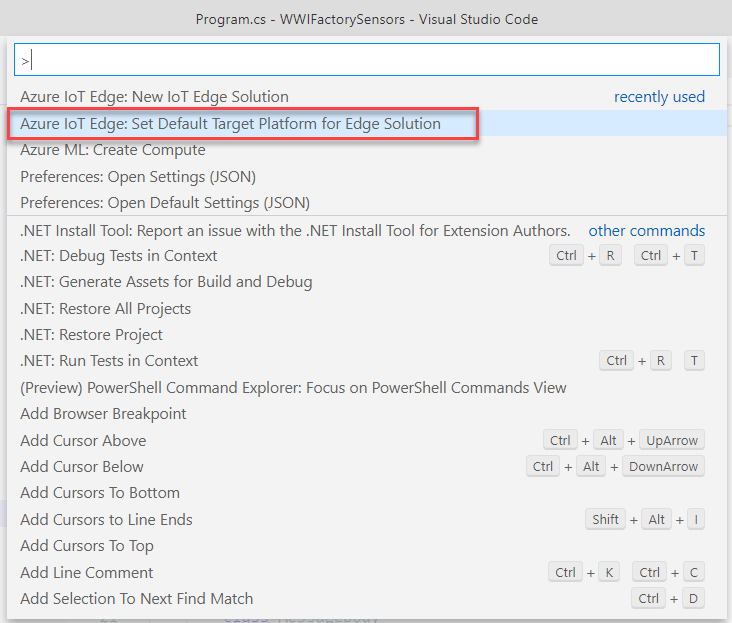 Program.cs - WWIFactorySensors - Visual Studio Code
>
Azure IoT Edge: New IoT Edge Solution recently used
Azure IoT Edge: Set Default Target Platform for Edge Solution
Azure ML: Create Compute
Preferences: Open Settings (JSON)
Preferences: Open Default Settings (JSON)
.NET Install Tool: Report an issue with the .NET Install Tool for Extension Authors. other commands
.NET: Debug Tests in Context Ctrl + R Ctrl + T
.NET: Generate Assets for Build and Debug
.NET: Restore All Projects
.NET: Restore Project
.NET: Run Tests in Context Ctrl + R T
(Preview) PowerShell Command Explorer: Focus on PowerShell Commands View
Add Browser Breakpoint
Add Cursor Above Ctrl + Alt + UpArrow
Add Cursor Below Ctrl + Alt + DownArrow
Add Cursors To Bottom
Add Cursors to Line Ends Shift + Alt + I
Add Cursors To Top
Add Line Comment Ctrl + K Ctrl + C
Add Selection To Next Find Match Ctrl + D